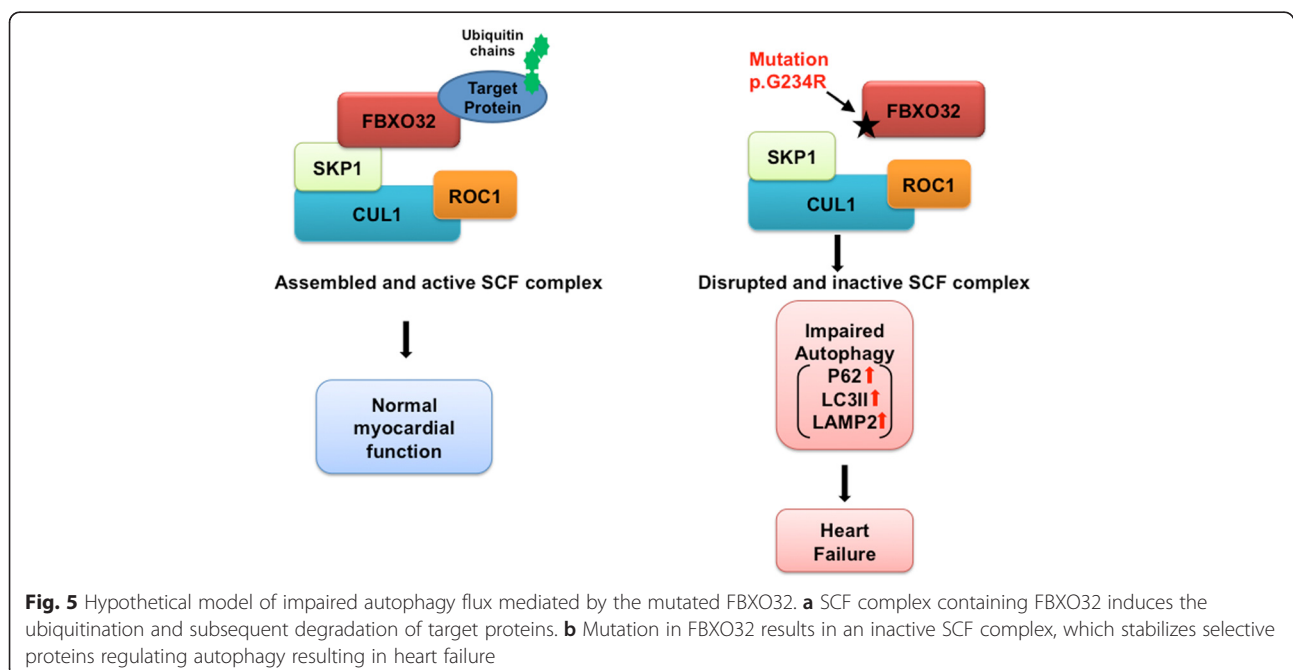 Ubiquitin
chains
Target
Protein
FBXO32
SKP1
ROC1
CUL1
Assembled and active SCF complex
Normal
myocardial
function
Mutation
p.G234R
FBXO32
SKP1
ROC1
CUL1
Disrupted and inactive SCF complex
Impaired
Autophagy
P62
LC3II
LAMP2
Heart
Failure
Fig. 5 Hypothetical model of impaired autophagy flux mediated by the mutated FBXO32. a SCF complex containing FBXO32 induces the
ubiquitination and subsequent degradation of target proteins. b Mutation in FBXO32 results in an inactive SCF complex, which stabilizes selective
proteins regulating autophagy resulting in heart failure